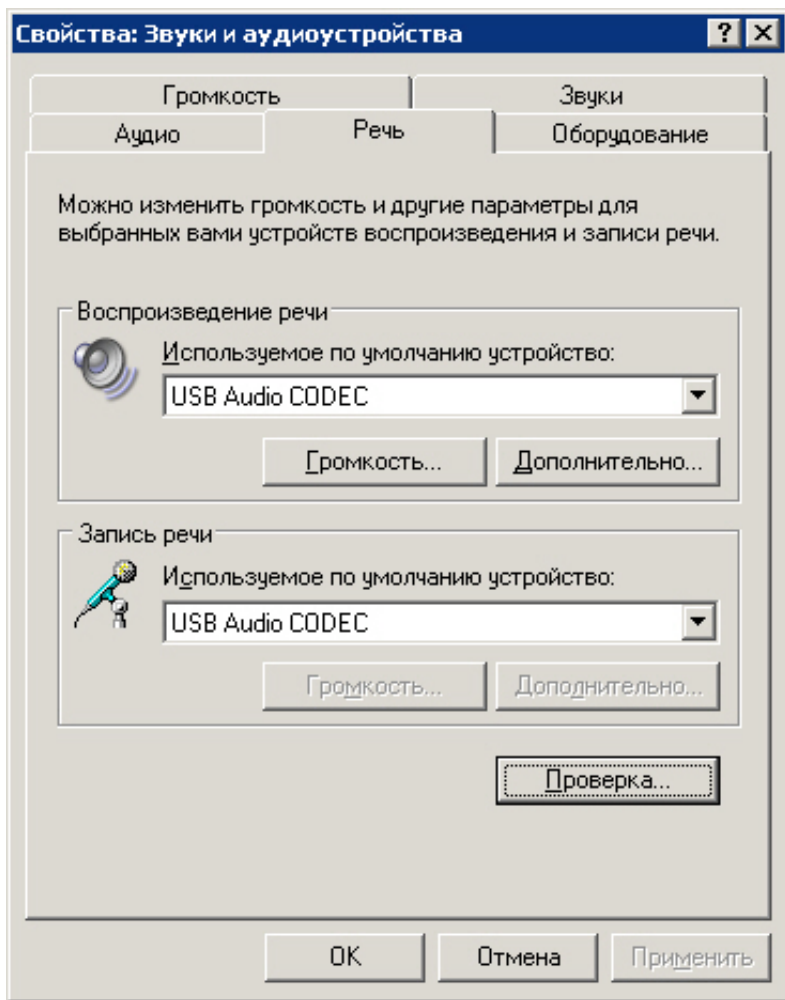 Свойства: Звуки и аудиоустройства
Громкость
Звуки
Аудио
Речь
Оборудование
Можно изменить громкость и другие параметры для
выбранных вами устройств воспроизведения и записи речи.
Воспроизведение речи
Используемое по умолчанию устройство:
USB Audio CODEC
Громкость...
Дополнительно...
Запись речи
Используемое по умолчанию устройство:
USB Audio CODEC
Громкость...
Дополнительно...
Проверка...
OK
Отмена
Применить